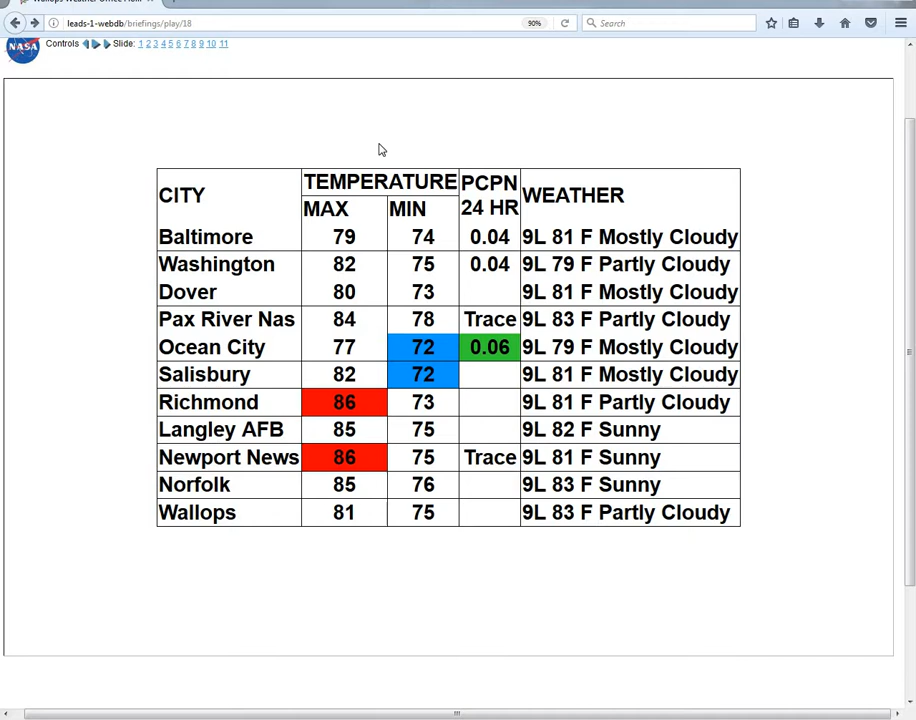 Wallops Weather Office
leads-1-webdb/briefings/play/18 90% Search
NASA Controls Slide: 1 2 3 4 5 6 7 8 9 10 11
CITY TEMPERATURE PCPN 24 HR WEATHER
MAX MIN
Baltimore 79 74 0.04 9L 81 F Mostly Cloudy
Washington 82 75 0.04 9L 79 F Partly Cloudy
Dover 80 73 9L 81 F Mostly Cloudy
Pax River Nas 84 78 Trace 9L 83 F Partly Cloudy
Ocean City 77 72 0.06 9L 79 F Mostly Cloudy
Salisbury 82 72 9L 81 F Mostly Cloudy
Richmond 86 73 9L 81 F Partly Cloudy
Langley AFB 85 75 9L 82 F Sunny
Newport News 86 75 Trace 9L 81 F Sunny
Norfolk 85 76 9L 83 F Sunny
Wallops 81 75 9L 83 F Partly Cloudy